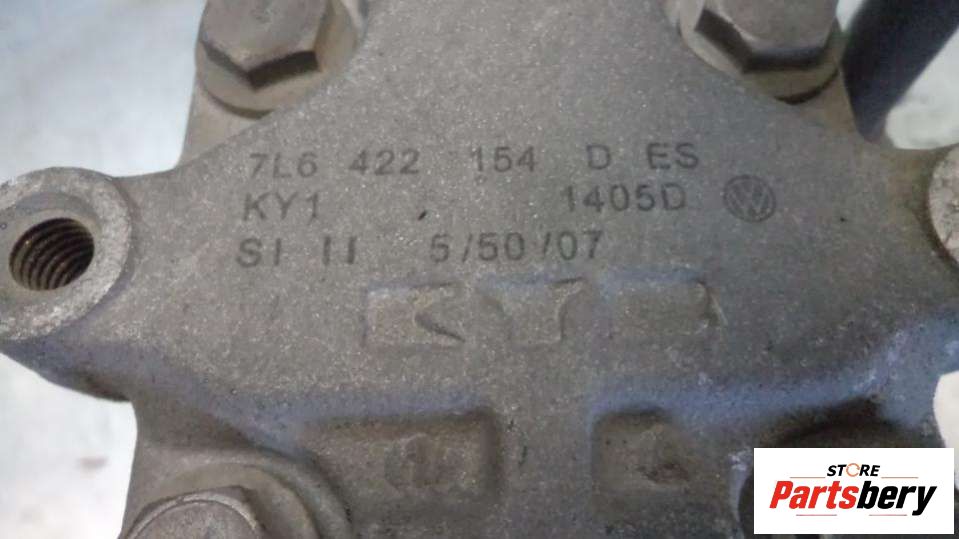 7L6 422 154 D ES
KY1 1405D
SI II 5/50/07
KYB
STORE
Partsbery